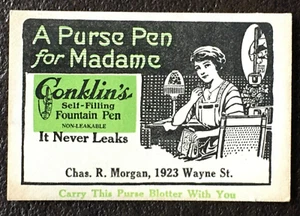 A Purse Pen
for Madame
Conklin's
Self-Filling
Fountain Pen
NON-LEAKABLE
It Never Leaks
Chas. R. Morgan, 1923 Wayne St.
Carry This Purse Blotter With You